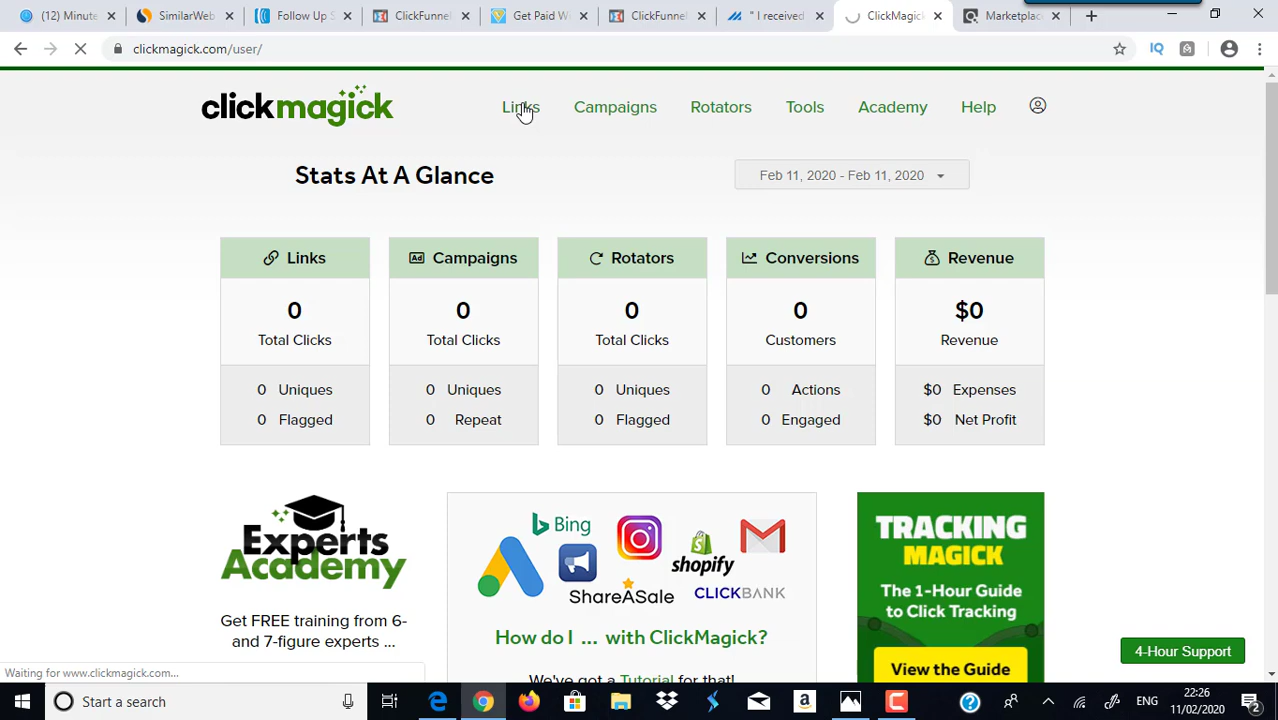 (12) Minute
SimilarWeb
Follow Up S
ClickFunnel
Get Paid Wi
ClickFunnel
" I received
ClickMagic
Marketplac
clickmagick.com/user/
IQ
clickmagick
Links
Campaigns
Rotators
Tools
Academy
Help
Stats At A Glance
Feb 11, 2020 - Feb 11, 2020
Links
Campaigns
Rotators
Conversions
Revenue
0
0
0
0
$0
Total Clicks
Total Clicks
Total Clicks
Customers
Revenue
0 Uniques
0 Uniques
0 Uniques
0 Actions
$0 Expenses
0 Flagged
0 Repeat
0 Flagged
0 Engaged
$0 Net Profit
Experts
Academy
Get FREE training from 6-
and 7-figure experts ...
Bing
shopify
ShareASale
CLICKBANK
How do I ... with ClickMagick?
We've got a Tutorial for that!
TRACKING
MAGICK
The 1-Hour Guide
to Click Tracking
View the Guide
4-Hour Support
Waiting for www.clickmagick.com...
Start a search
ENG
22:26
11/02/2020
2